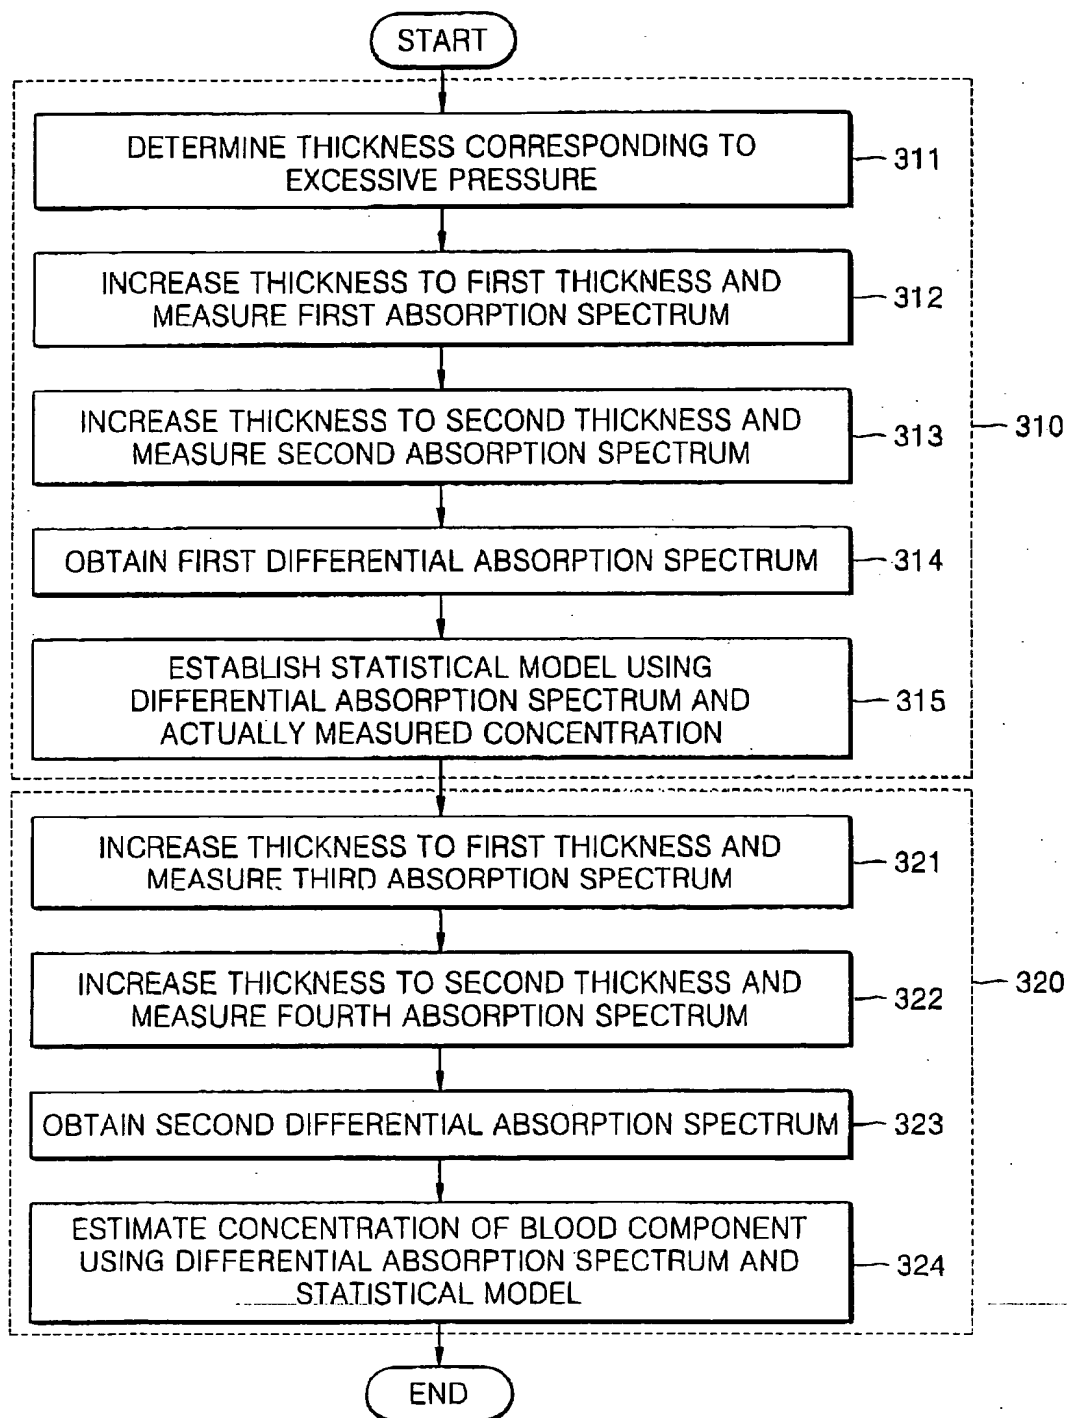 START
DETERMINE THICKNESS CORRESPONDING TO
EXCESSIVE PRESSURE
311
INCREASE THICKNESS TO FIRST THICKNESS AND
MEASURE FIRST ABSORPTION SPECTRUM
312
INCREASE THICKNESS TO SECOND THICKNESS AND
MEASURE SECOND ABSORPTION SPECTRUM
313
310
OBTAIN FIRST DIFFERENTIAL ABSORPTION SPECTRUM
314
ESTABLISH STATISTICAL MODEL USING
DIFFERENTIAL ABSORPTION SPECTRUM AND
ACTUALLY MEASURED CONCENTRATION
315
INCREASE THICKNESS TO FIRST THICKNESS AND
MEASURE THIRD ABSORPTION SPECTRUM
321
INCREASE THICKNESS TO SECOND THICKNESS AND
MEASURE FOURTH ABSORPTION SPECTRUM
322
320
OBTAIN SECOND DIFFERENTIAL ABSORPTION SPECTRUM
323
ESTIMATE CONCENTRATION OF BLOOD COMPONENT
USING DIFFERENTIAL ABSORPTION SPECTRUM AND
STATISTICAL MODEL
324
END